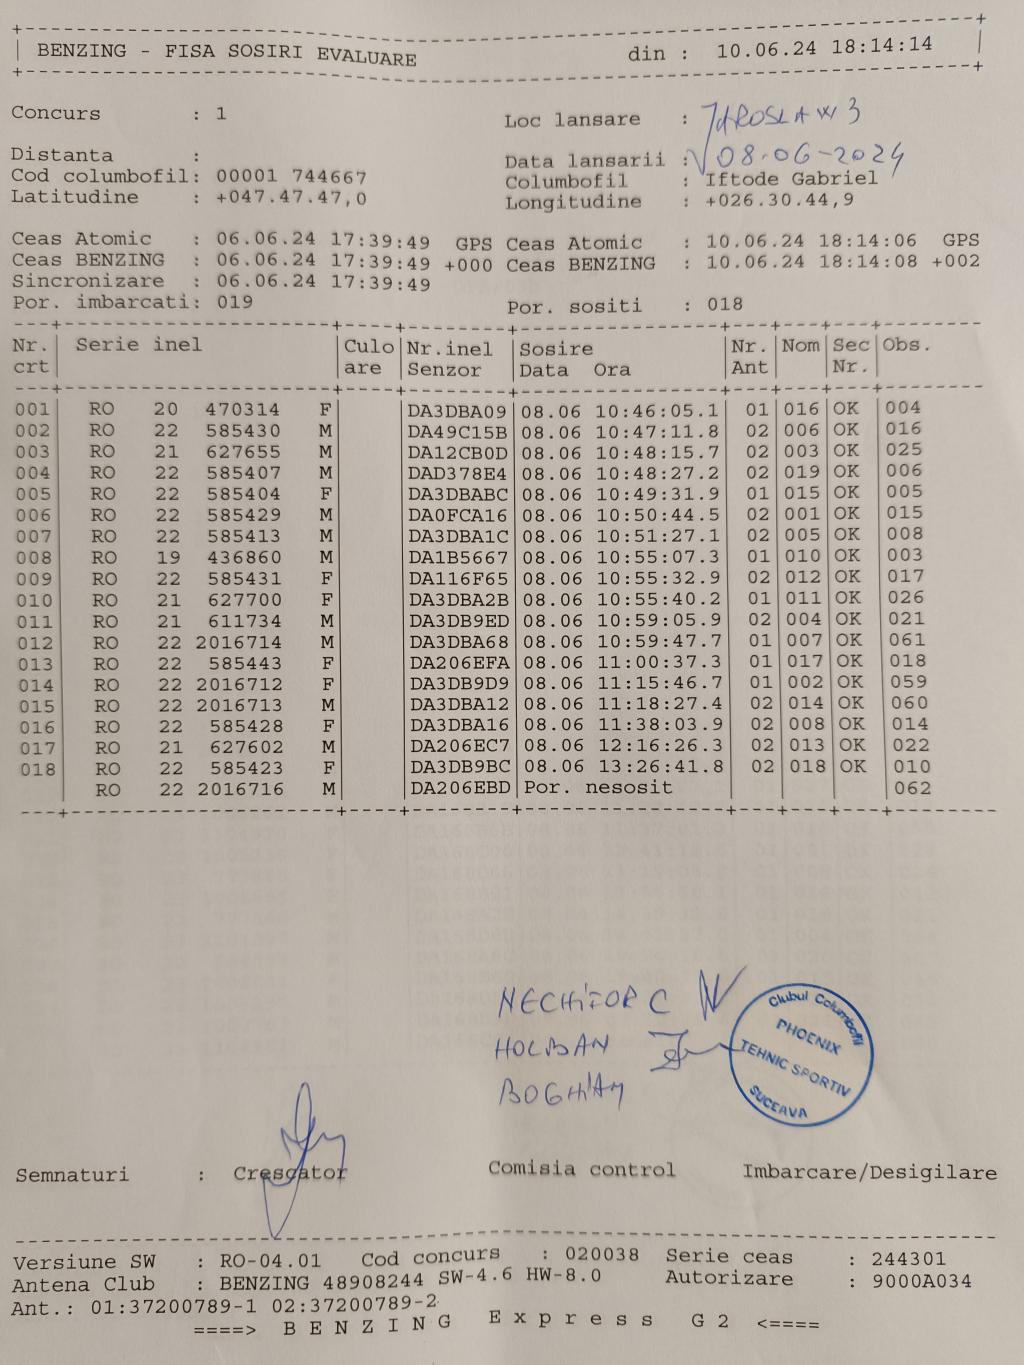 BENZING - FISA SOSIRI EVALUARE din : 10.06.24 18:14:14
Concurs : 1 Loc lansare : JAROSLAW 3
Distanta : Data lansarii : 08.06-2024
Cod columbofil: 00001 744667 Columbofil : Iftode Gabriel
Latitudine : +047.47.47,0 Longitudine : +026.30.44,9
Ceas Atomic : 06.06.24 17:39:49 GPS Ceas Atomic : 10.06.24 18:14:06 GPS
Ceas BENZING : 06.06.24 17:39:49 +000 Ceas BENZING : 10.06.24 18:14:08 +002
Sincronizare : 06.06.24 17:39:49
Por. imbarcati: 019 Por. sositi : 018
Nr. Serie inel Culo Nr.inel Sosire Nr. Nom Sec Obs.
crt are Senzor Data Ora Ant Nr.
001 RO 20 470314 F DA3DBA09 08.06 10:46:05.1 01 016 OK 004
002 RO 22 585430 M DA49C15B 08.06 10:47:11.8 02 006 OK 016
003 RO 21 627655 M DA12CB0D 08.06 10:48:15.7 02 003 OK 025
004 RO 22 585407 M DAD378E4 08.06 10:48:27.2 02 019 OK 006
005 RO 22 585404 F DA3DBABC 08.06 10:49:31.9 01 015 OK 005
006 RO 22 585429 M DA0FCA16 08.06 10:50:44.5 02 001 OK 015
007 RO 22 585413 M DA3DBA1C 08.06 10:51:27.1 02 005 OK 008
008 RO 19 436860 M DA1B5667 08.06 10:55:07.3 01 010 OK 003
009 RO 22 585431 F DA116F65 08.06 10:55:32.9 02 012 OK 017
010 RO 21 627700 F DA3DBA2B 08.06 10:55:40.2 01 011 OK 026
011 RO 21 611734 M DA3DB9ED 08.06 10:59:05.9 02 004 OK 021
012 RO 22 2016714 M DA3DBA68 08.06 10:59:47.7 01 007 OK 061
013 RO 22 585443 F DA206EFA 08.06 11:00:37.3 01 017 OK 018
014 RO 22 2016712 F DA3DB9D9 08.06 11:15:46.7 01 002 OK 059
015 RO 22 2016713 M DA3DBA12 08.06 11:18:27.4 02 014 OK 060
016 RO 22 585428 F DA3DBA16 08.06 11:38:03.9 02 008 OK 014
017 RO 21 627602 M DA206EC7 08.06 12:16:26.3 02 013 OK 022
018 RO 22 585423 F DA3DB9BC 08.06 13:26:41.8 02 018 OK 010
RO 22 2016716 M DA206EBD Por. nesosit 062
NECHIFOR C
HOLBAN
BOGHIAN
Clubul Columbofil
PHOENIX
TEHNIC SPORTIV
SUCEAVA
Semnaturi : Crescator Comisia control Imbarcare/Desigilare
Versiune SW : RO-04.01 Cod concurs : 020038 Serie ceas : 244301
Antena Club : BENZING 48908244 SW-4.6 HW-8.0 Autorizare : 9000A034
Ant.: 01:37200789-1 02:37200789-2
====> B E N Z I N G E x p r e s s G 2 <====